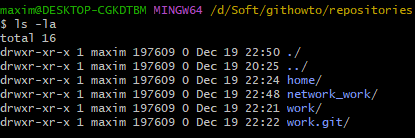 maxim@DESKTOP-CGKDTBM MINGW64 /d/Soft/githowto/repositories
$ ls -la
total 16
drwxr-xr-x 1 maxim 197609 0 Dec 19 22:50 ./
drwxr-xr-x 1 maxim 197609 0 Dec 19 20:25 ../
drwxr-xr-x 1 maxim 197609 0 Dec 19 22:24 home/
drwxr-xr-x 1 maxim 197609 0 Dec 19 22:48 network_work/
drwxr-xr-x 1 maxim 197609 0 Dec 19 22:21 work/
drwxr-xr-x 1 maxim 197609 0 Dec 19 22:22 work.git/